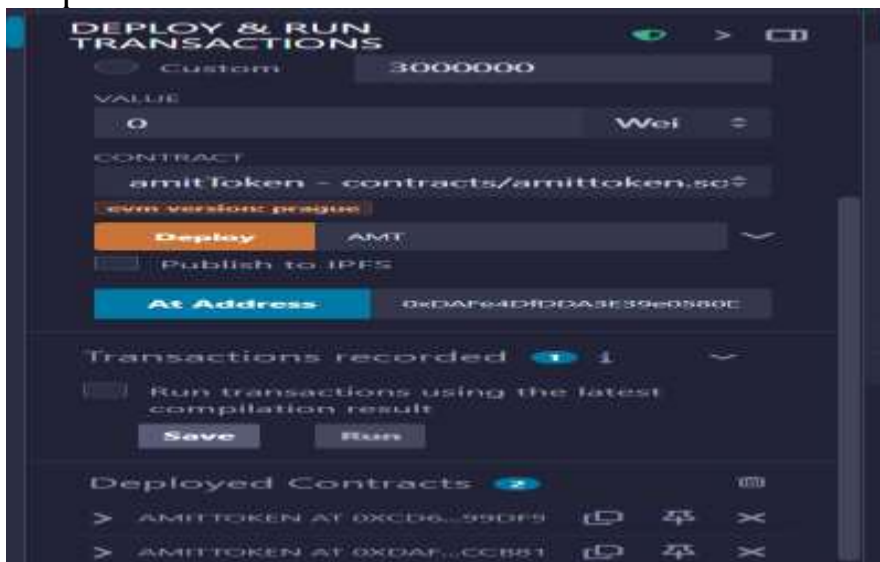 DEPLOY & RUN
TRANSACTIONS
Custom 3000000
VALUE
0 Wei
CONTRACT
amitToken - contracts/amittoken.so
evm version: prague
Deploy AMT
Publish to IPFS
At Address 0xDAFe4DfDDA3E39e0580C
Transactions recorded 1 i
Run transactions using the latest
compilation result
Save Run
Deployed Contracts 2
> AMITTOKEN AT 0XCD6...99DF9
> AMITTOKEN AT 0XDAF...CCB81